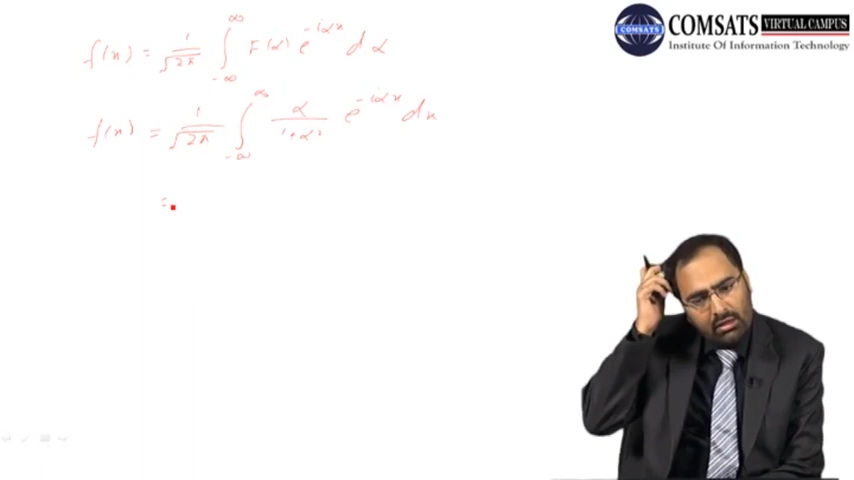 COMSATS VIRTUAL CAMPUS
COMSATS
Institute Of Information Technology
f(x) = 1/√2π ∫_{-∞}^{∞} F(α) e^{-iαx} dα
f(x) = 1/√2π ∫_{-∞}^{∞} α/(1+α²) e^{-iαx} dx
=